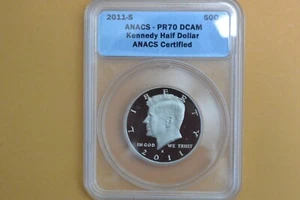 2011-S 50C
ANACS - PR70 DCAM
Kennedy Half Dollar
ANACS Certified
LIBERTY
IN GOD WE TRUST
S
2011